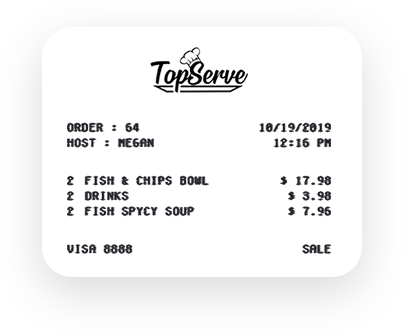 TopServe
ORDER : 64 10/19/2019
HOST : MEGAN 12:16 PM
2 FISH & CHIPS BOWL $ 17.98
2 DRINKS $ 3.98
2 FISH SPYCY SOUP $ 7.96
VISA 8888 SALE